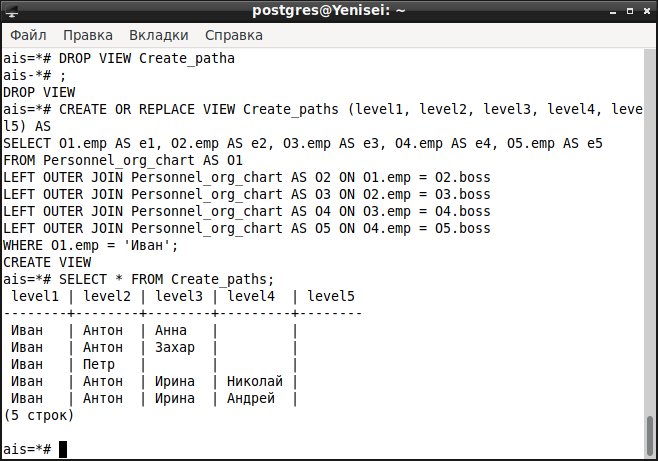 postgres@Yenisei: ~
Файл Правка Вкладки Справка
ais=*# DROP VIEW Create_patha
ais-*# ;
DROP VIEW
ais=*# CREATE OR REPLACE VIEW Create_paths (level1, level2, level3, level4, leve
l5) AS
SELECT O1.emp AS e1, O2.emp AS e2, O3.emp AS e3, O4.emp AS e4, O5.emp AS e5
FROM Personnel_org_chart AS O1
LEFT OUTER JOIN Personnel_org_chart AS O2 ON O1.emp = O2.boss
LEFT OUTER JOIN Personnel_org_chart AS O3 ON O2.emp = O3.boss
LEFT OUTER JOIN Personnel_org_chart AS O4 ON O3.emp = O4.boss
LEFT OUTER JOIN Personnel_org_chart AS O5 ON O4.emp = O5.boss
WHERE O1.emp = 'Иван';
CREATE VIEW
ais=*# SELECT * FROM Create_paths;
 level1 | level2 | level3 | level4  | level5
--------+--------+--------+---------+--------
 Иван   | Антон  | Анна   |         |
 Иван   | Антон  | Захар  |         |
 Иван   | Петр   |        |         |
 Иван   | Антон  | Ирина  | Николай |
 Иван   | Антон  | Ирина  | Андрей  |
(5 строк)
ais=*#